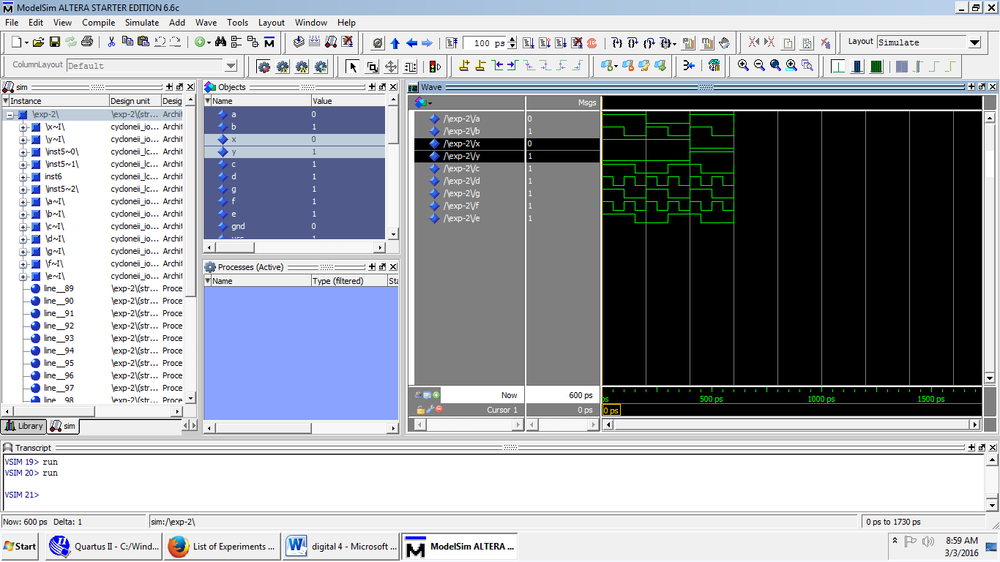 ModelSim ALTERA STARTER EDITION 6.6c
File Edit View Compile Simulate Add Wave Tools Layout Window Help
100 ps Layout Simulate
ColumnLayout Default
sim
Instance Design unit Desig
\exp-2\ \exp-2\(str... Archit
\x~I\ cycloneii_io... Archit
\y~I\ cycloneii_io... Archit
\inst5~0\ cycloneii_lc... Archit
\inst5~1\ cycloneii_lc... Archit
inst6 cycloneii_lc... Archit
\inst5~2\ cycloneii_lc... Archit
\a~I\ cycloneii_io... Archit
\b~I\ cycloneii_io... Archit
\c~I\ cycloneii_io... Archit
\d~I\ cycloneii_io... Archit
\g~I\ cycloneii_io... Archit
\f~I\ cycloneii_io... Archit
\e~I\ cycloneii_io... Archit
line__89 \exp-2\(str... Proce
line__90 \exp-2\(str... Proce
line__91 \exp-2\(str... Proce
line__92 \exp-2\(str... Proce
line__93 \exp-2\(str... Proce
line__94 \exp-2\(str... Proce
line__95 \exp-2\(str... Proce
line__96 \exp-2\(str... Proce
line__97 \exp-2\(str... Proce
line__98 \exp-2\(str... Proce
Library sim
Objects
Name Value
a 0
b 1
x 0
y 1
c 1
d 1
g 1
f 1
e 1
gnd 0
vcc 1
Processes (Active)
Name Type (filtered) Sta
Wave
Msgs
/\exp-2\/a 0
/\exp-2\/b 1
/\exp-2\/x 0
/\exp-2\/y 1
/\exp-2\/c 1
/\exp-2\/d 1
/\exp-2\/g 1
/\exp-2\/f 1
/\exp-2\/e 1
Now 600 ps ps 500 ps 1000 ps 1500 ps
Cursor 1 0 ps 0 ps
Transcript
VSIM 19> run
VSIM 20> run
VSIM 21>
Now: 600 ps Delta: 1 sim:/\exp-2\ 0 ps to 1730 ps
Start Quartus II - C:/Wind... List of Experiments ... digital 4 - Microsoft ... ModelSim ALTERA ... 8:59 AM
3/3/2016